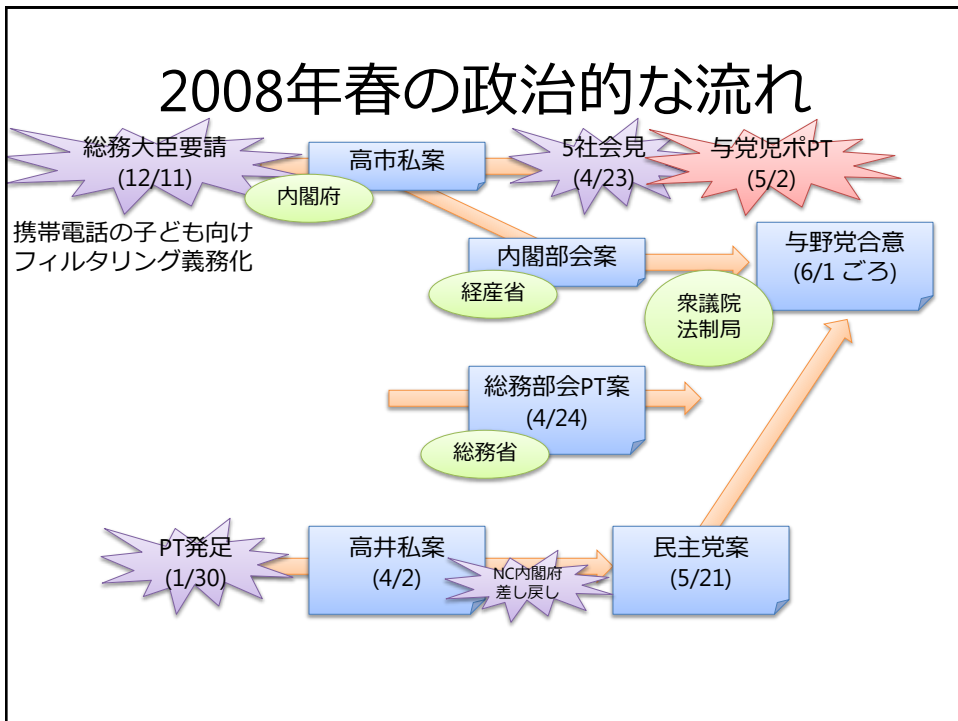 2008年春の政治的な流れ
総務大臣要請
(12/11)
高市私案
内閣府
5社会見
(4/23)
与党児ポPT
(5/2)
携帯電話の子ども向け
フィルタリング義務化
内閣部会案
経産省
衆議院
法制局
与野党合意
(6/1 ごろ)
総務部会PT案
(4/24)
総務省
PT発足
(1/30)
高井私案
(4/2)
NC内閣府
差し戻し
民主党案
(5/21)